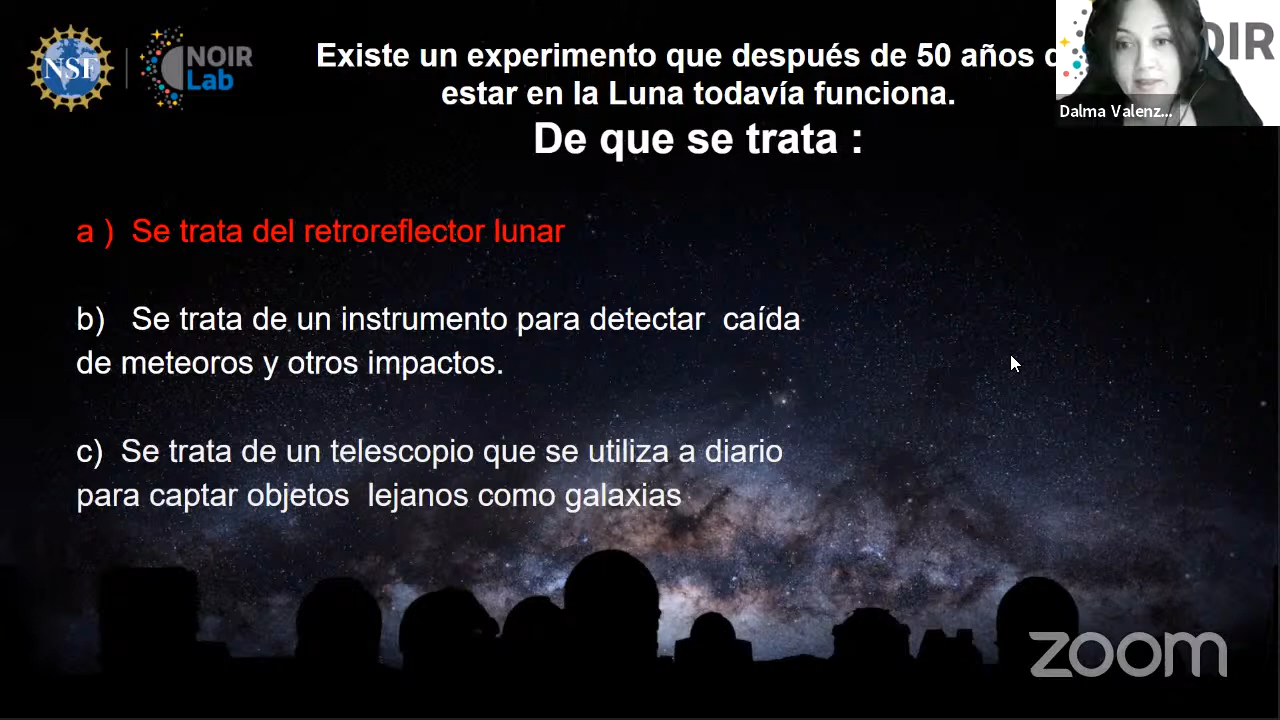 NSF
NOIR
Lab
Existe un experimento que después de 50 años
estar en la Luna todavía funciona.
De que se trata :
OIR
Dalma Valenz...
a ) Se trata del retroreflector lunar
b) Se trata de un instrumento para detectar caída
de meteoros y otros impactos.
c) Se trata de un telescopio que se utiliza a diario
para captar objetos lejanos como galaxias
zoom